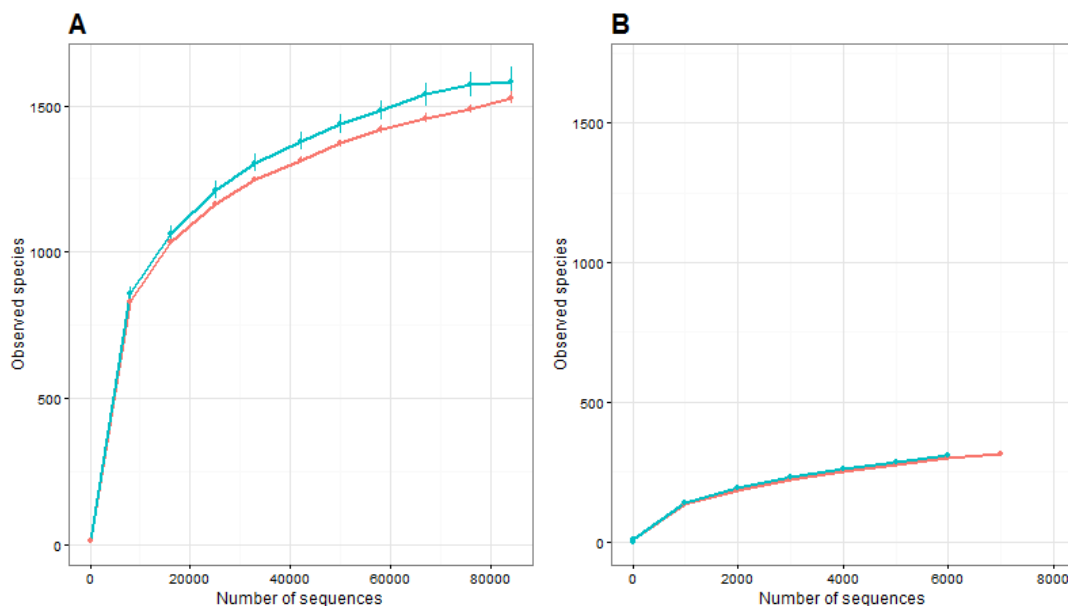 A
Observed species
1500
1000
500
0
0 20000 40000 60000 80000
Number of sequences
B
Observed species
1500
1000
500
0
0 2000 4000 6000 8000
Number of sequences